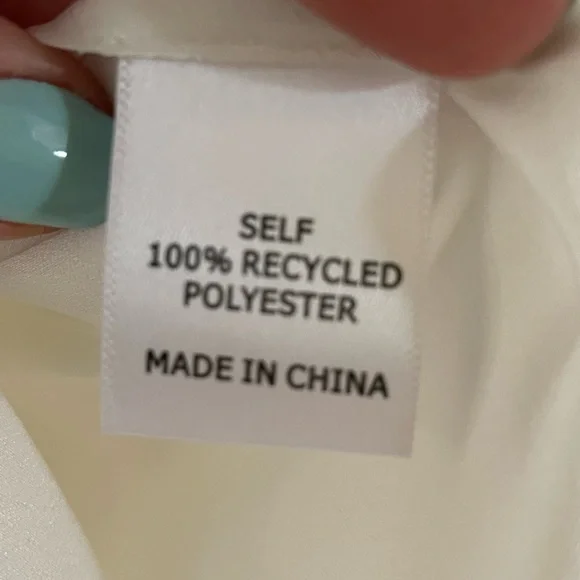 SELF
100% RECYCLED
POLYESTER
MADE IN CHINA